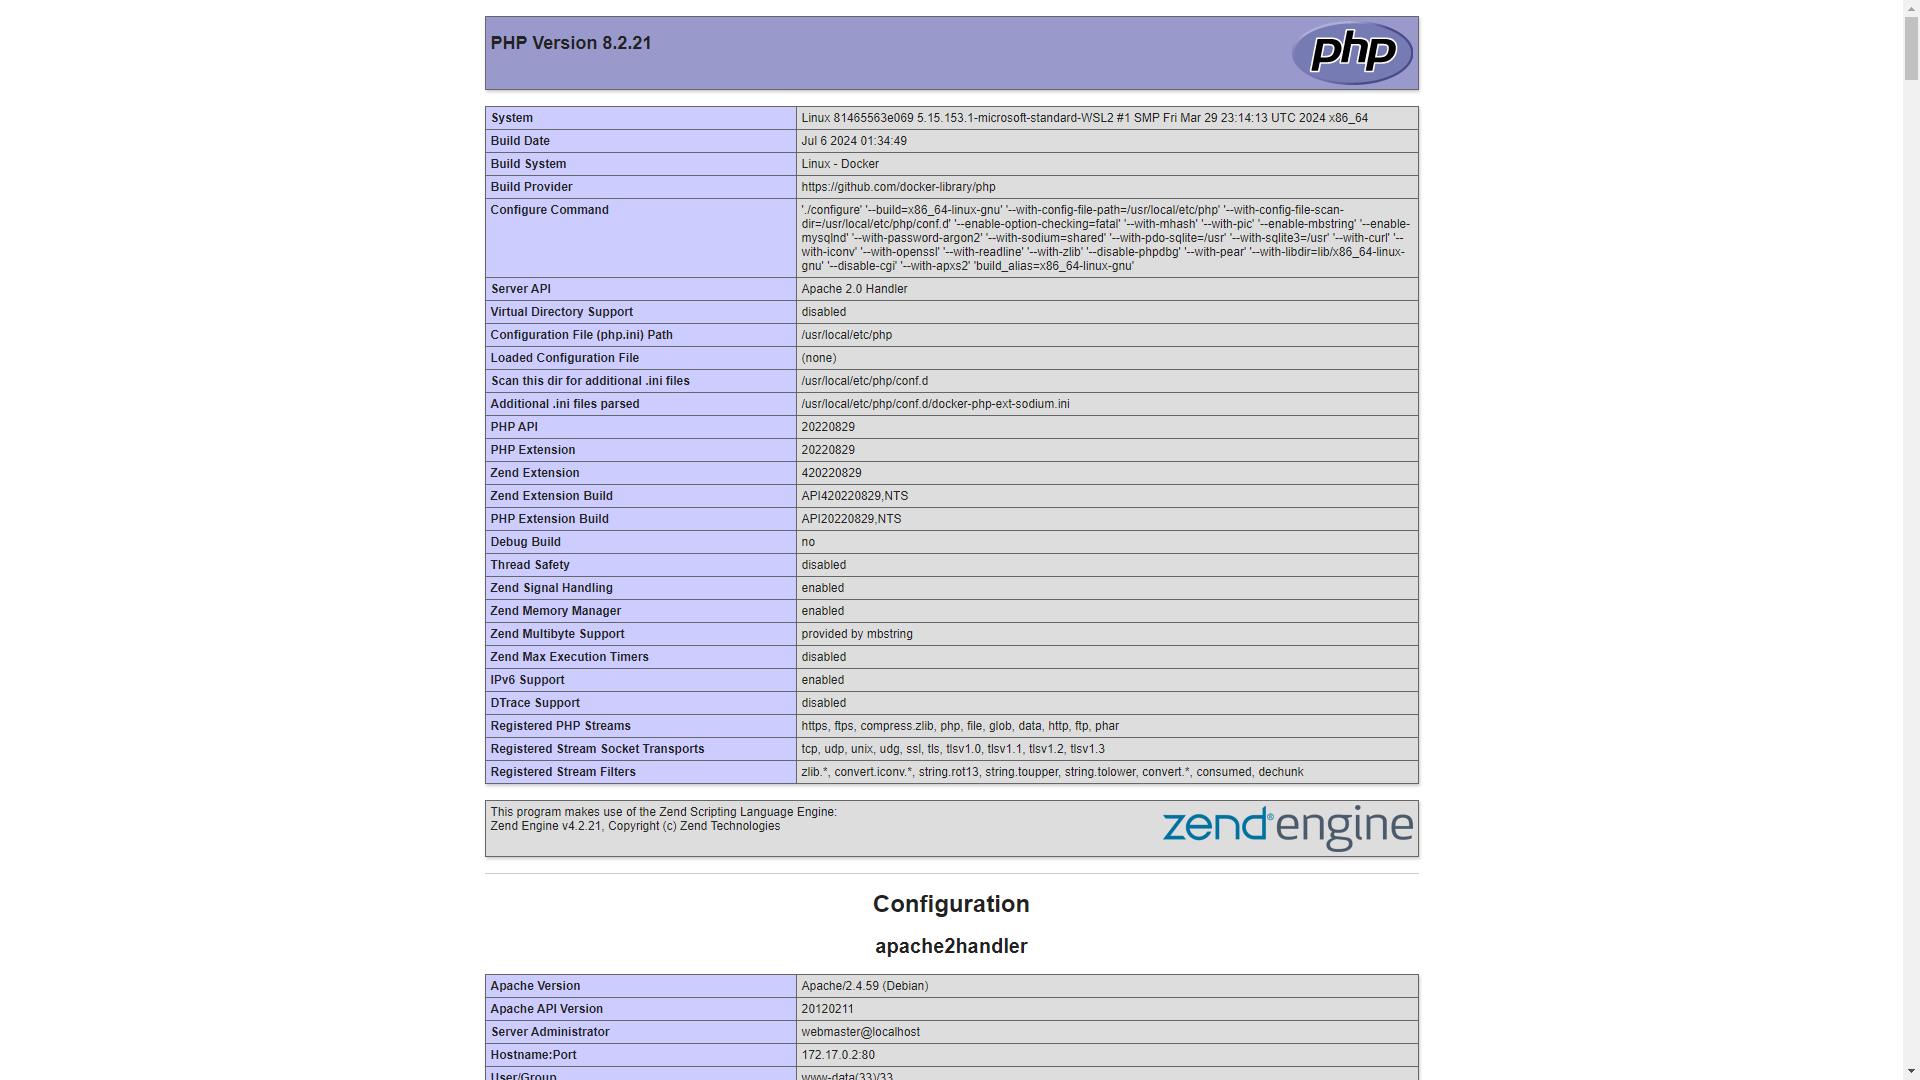 PHP Version 8.2.21
php
System Linux 81465563e069 5.15.153.1-microsoft-standard-WSL2 #1 SMP Fri Mar 29 23:14:13 UTC 2024 x86_64
Build Date Jul 6 2024 01:34:49
Build System Linux - Docker
Build Provider https://github.com/docker-library/php
Configure Command './configure' '--build=x86_64-linux-gnu' '--with-config-file-path=/usr/local/etc/php' '--with-config-file-scan-
dir=/usr/local/etc/php/conf.d' '--enable-option-checking=fatal' '--with-mhash' '--with-pic' '--enable-mbstring' '--enable-
mysqlnd' '--with-password-argon2' '--with-sodium=shared' '--with-pdo-sqlite=/usr' '--with-sqlite3=/usr' '--with-curl' '--
with-iconv' '--with-openssl' '--with-readline' '--with-zlib' '--disable-phpdbg' '--with-pear' '--with-libdir=lib/x86_64-linux-
gnu' '--disable-cgi' '--with-apxs2' 'build_alias=x86_64-linux-gnu'
Server API Apache 2.0 Handler
Virtual Directory Support disabled
Configuration File (php.ini) Path /usr/local/etc/php
Loaded Configuration File (none)
Scan this dir for additional .ini files /usr/local/etc/php/conf.d
Additional .ini files parsed /usr/local/etc/php/conf.d/docker-php-ext-sodium.ini
PHP API 20220829
PHP Extension 20220829
Zend Extension 420220829
Zend Extension Build API420220829,NTS
PHP Extension Build API20220829,NTS
Debug Build no
Thread Safety disabled
Zend Signal Handling enabled
Zend Memory Manager enabled
Zend Multibyte Support provided by mbstring
Zend Max Execution Timers disabled
IPv6 Support enabled
DTrace Support disabled
Registered PHP Streams https, ftps, compress.zlib, php, file, glob, data, http, ftp, phar
Registered Stream Socket Transports tcp, udp, unix, udg, ssl, tls, tlsv1.0, tlsv1.1, tlsv1.2, tlsv1.3
Registered Stream Filters zlib.*, convert.iconv.*, string.rot13, string.toupper, string.tolower, convert.*, consumed, dechunk
This program makes use of the Zend Scripting Language Engine:
Zend Engine v4.2.21, Copyright (c) Zend Technologies
zend®engine
Configuration
apache2handler
Apache Version Apache/2.4.59 (Debian)
Apache API Version 20120211
Server Administrator webmaster@localhost
Hostname:Port 172.17.0.2:80
User/Group www-data(33)/33